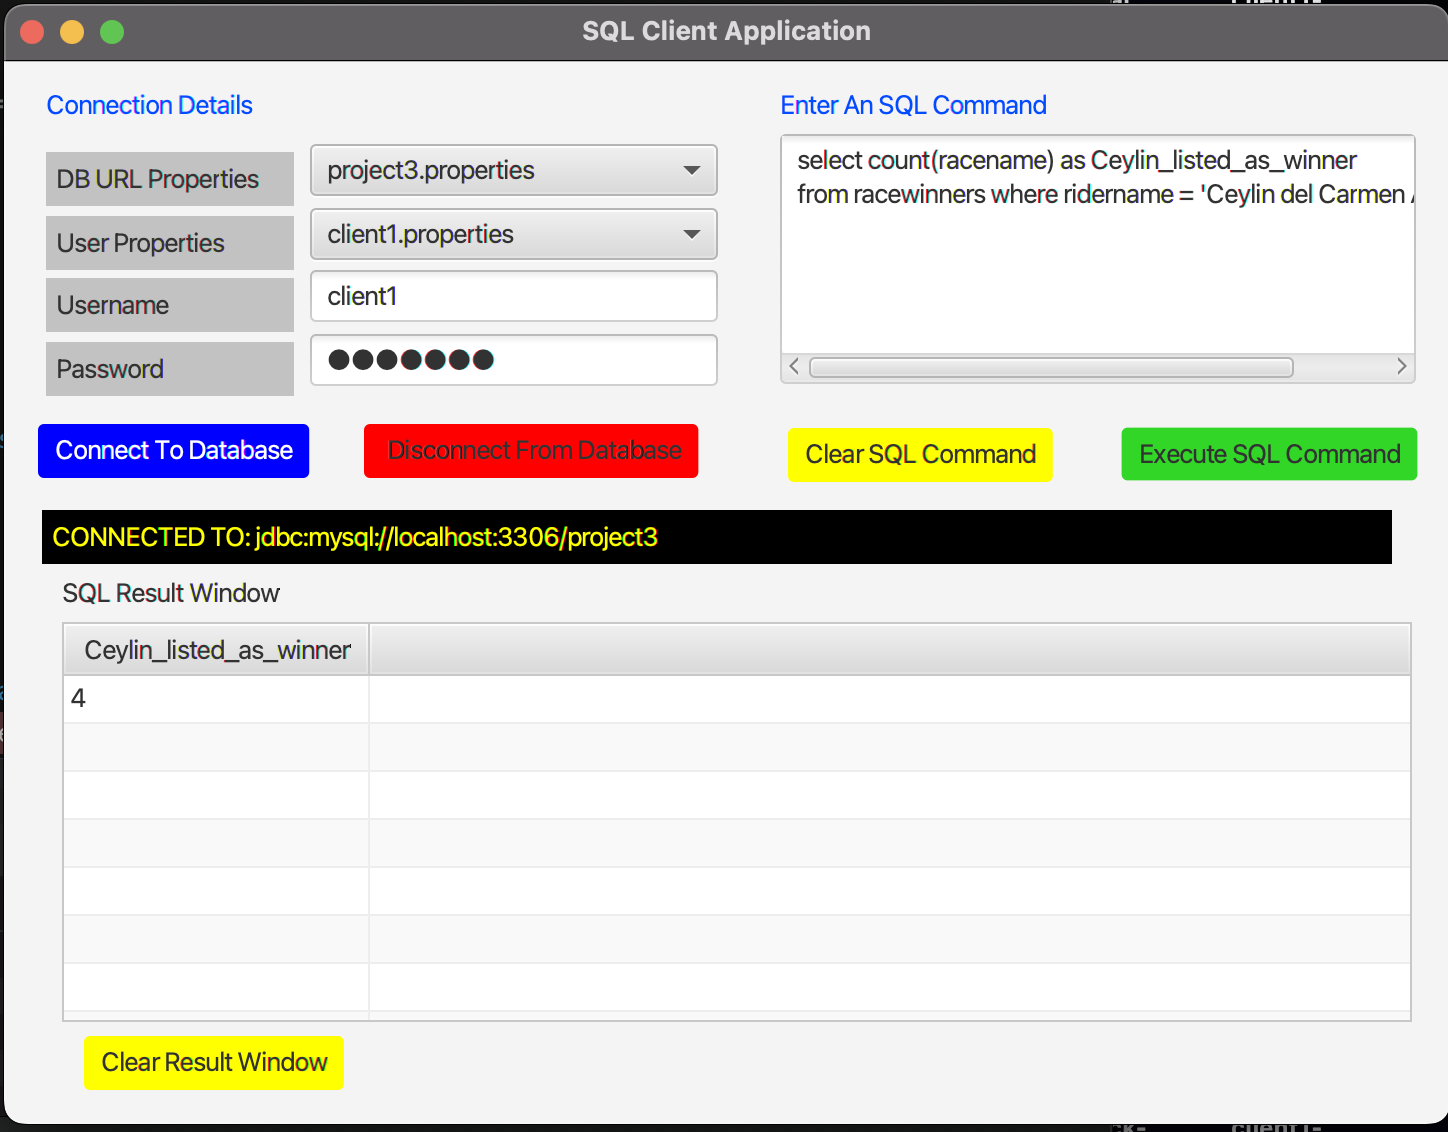 SQL Client Application
Connection Details
DB URL Properties
project3.properties
User Properties
client1.properties
Username
client1
Password
●●●●●●●
Connect To Database
Disconnect From Database
Enter An SQL Command
select count(racename) as Ceylin_listed_as_winner
from racewinners where ridername = 'Ceylin del Carmen
Clear SQL Command
Execute SQL Command
CONNECTED TO: jdbc:mysql://localhost:3306/project3
SQL Result Window
Ceylin_listed_as_winner
4
Clear Result Window